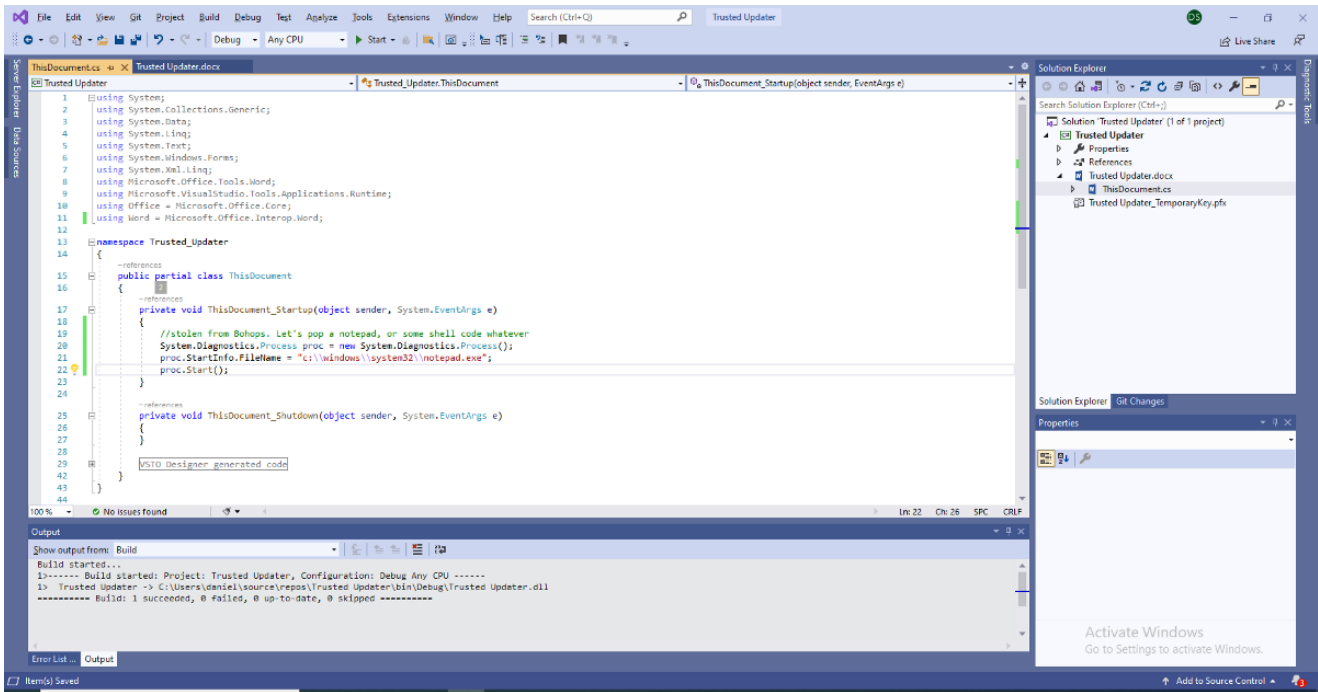 File Edit View Git Project Build Debug Test Analyze Tools Extensions Window Help Search (Ctrl+Q) Trusted Updater DS
Debug Any CPU Start Live Share
Server Explorer
Data Sources
ThisDocument.cs Trusted Updater.docx
Trusted Updater Trusted_Updater.ThisDocument ThisDocument_Startup(object sender, EventArgs e)
1 using System;
2 using System.Collections.Generic;
3 using System.Data;
4 using System.Linq;
5 using System.Text;
6 using System.Windows.Forms;
7 using System.Xml.Linq;
8 using Microsoft.Office.Tools.Word;
9 using Microsoft.VisualStudio.Tools.Applications.Runtime;
10 using Office = Microsoft.Office.Core;
11 using Word = Microsoft.Office.Interop.Word;
12
13 namespace Trusted_Updater
14 {
-references
15 public partial class ThisDocument
16 { 2
-references
17 private void ThisDocument_Startup(object sender, System.EventArgs e)
18 {
19 //stolen from Bohops. Let's pop a notepad, or some shell code whatever
20 System.Diagnostics.Process proc = new System.Diagnostics.Process();
21 proc.StartInfo.FileName = "c:\\windows\\system32\\notepad.exe";
22 proc.Start();
23 }
24
-references
25 private void ThisDocument_Shutdown(object sender, System.EventArgs e)
26 {
27 }
28
29 VSTO Designer generated code
42 }
43 }
44
100 % No issues found Ln: 22 Ch: 26 SPC CRLF
Output
Show output from: Build
Build started...
1>------ Build started: Project: Trusted Updater, Configuration: Debug Any CPU ------
1> Trusted Updater -> C:\Users\daniel\source\repos\Trusted Updater\bin\Debug\Trusted Updater.dll
========== Build: 1 succeeded, 0 failed, 0 up-to-date, 0 skipped ==========
Error List ... Output
Solution Explorer
Search Solution Explorer (Ctrl+;)
Solution 'Trusted Updater' (1 of 1 project)
Trusted Updater
Properties
References
Trusted Updater.docx
ThisDocument.cs
Trusted Updater_TemporaryKey.pfx
Solution Explorer Git Changes
Properties
Activate Windows
Go to Settings to activate Windows.
Diagnostic Tools
Item(s) Saved Add to Source Control 3